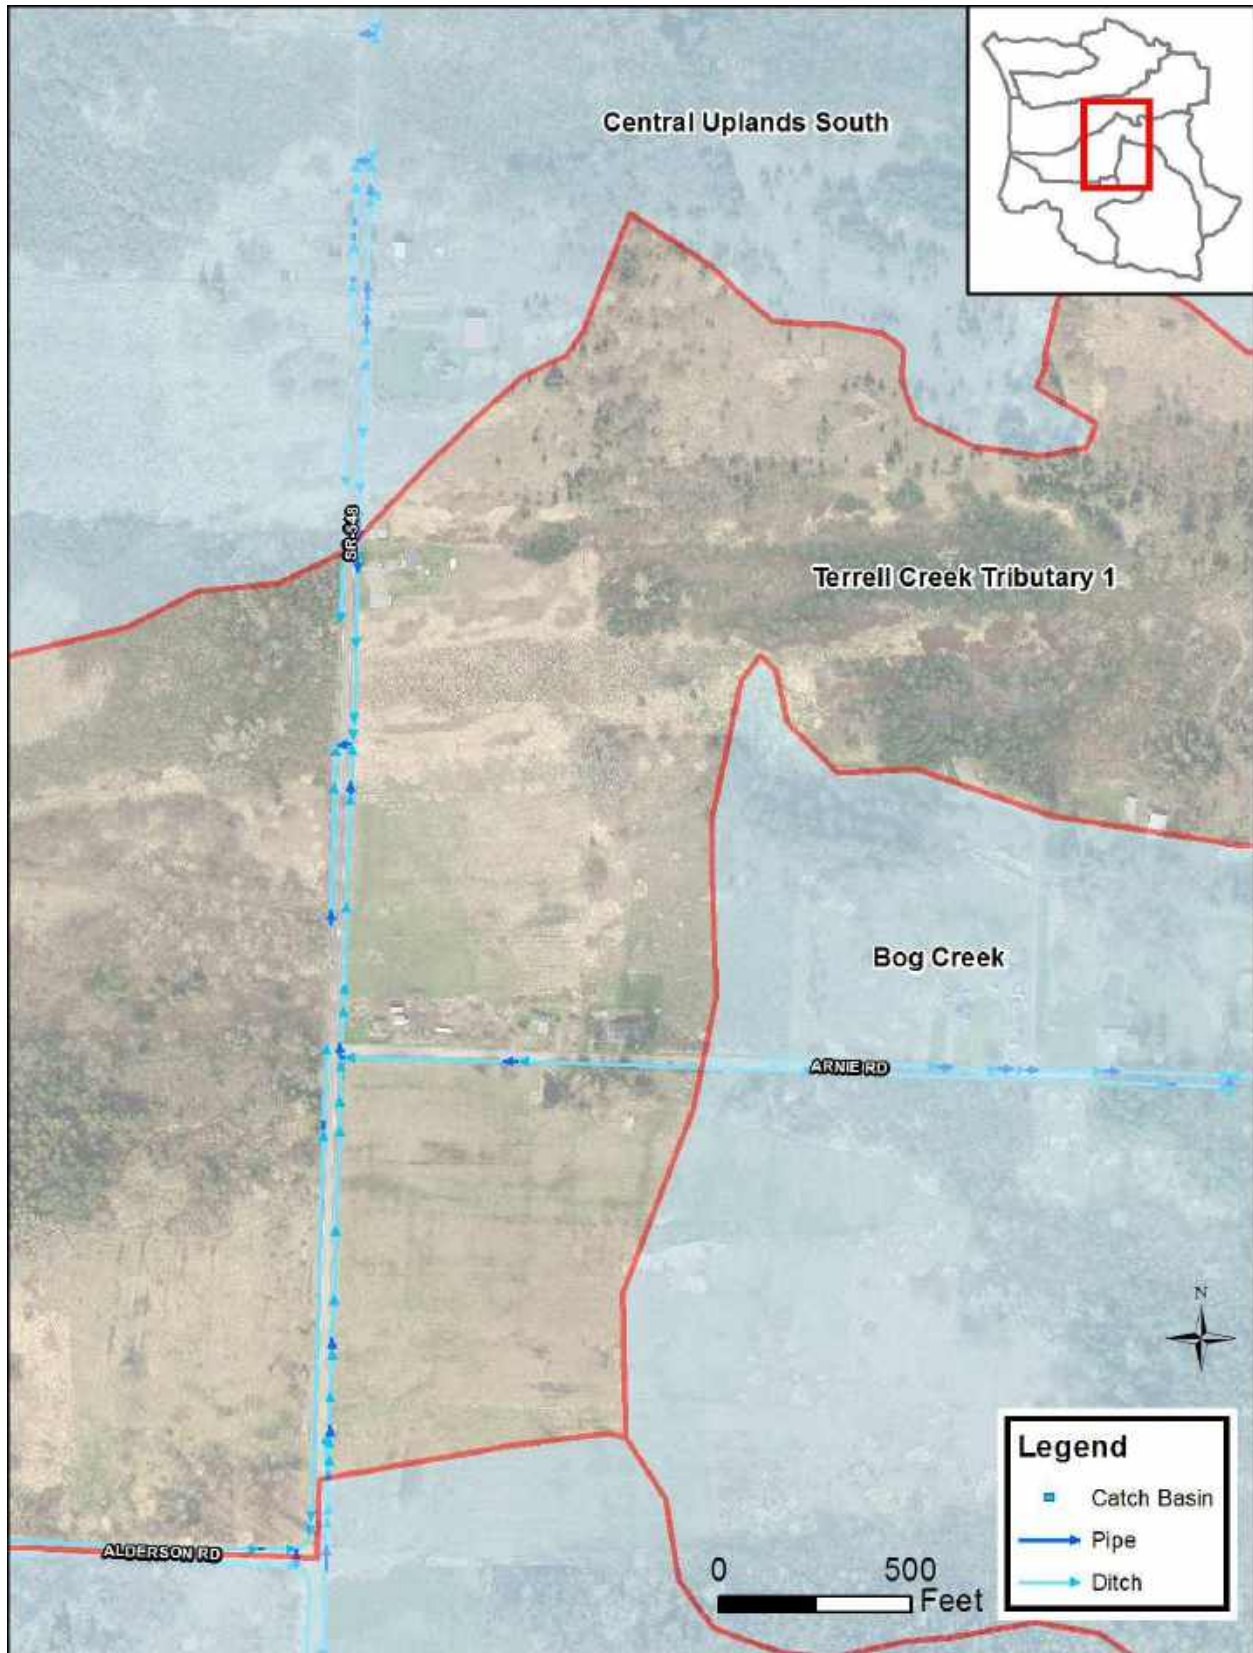 Central Uplands South
SR-548
Terrell Creek Tributary 1
Bog Creek
ARNIE RD
N
Legend
Catch Basin
Pipe
Ditch
0 500
Feet
ALDERSON RD